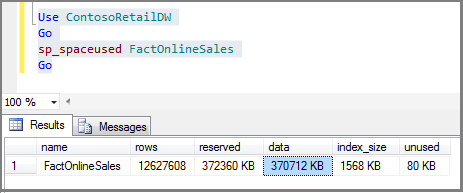 Use ContosoRetailDW
Go
sp_spaceused FactOnlineSales
Go
100 %
Results Messages
name rows reserved data index_size unused
1 FactOnlineSales 12627608 372360 KB 370712 KB 1568 KB 80 KB